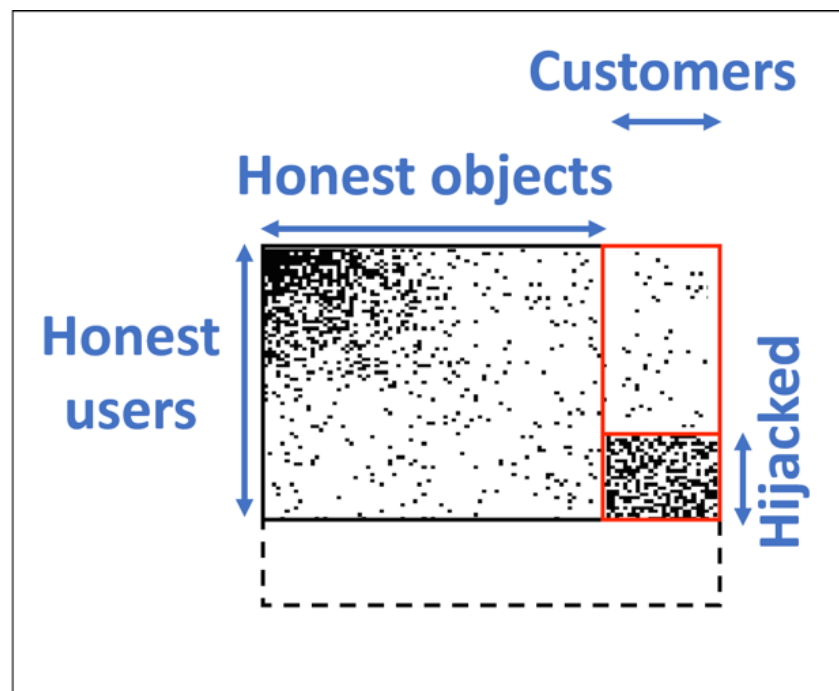 Customers
Honest objects
Honest
users
Hijacked